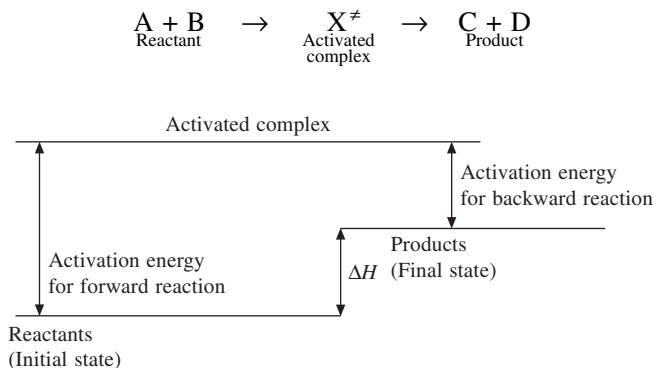 A + B → X≠ → C + D
Reactant Activated Product
complex
Activated complex
Activation energy
for backward reaction
Activation energy
for forward reaction
ΔH
Products
(Final state)
Reactants
(Initial state)